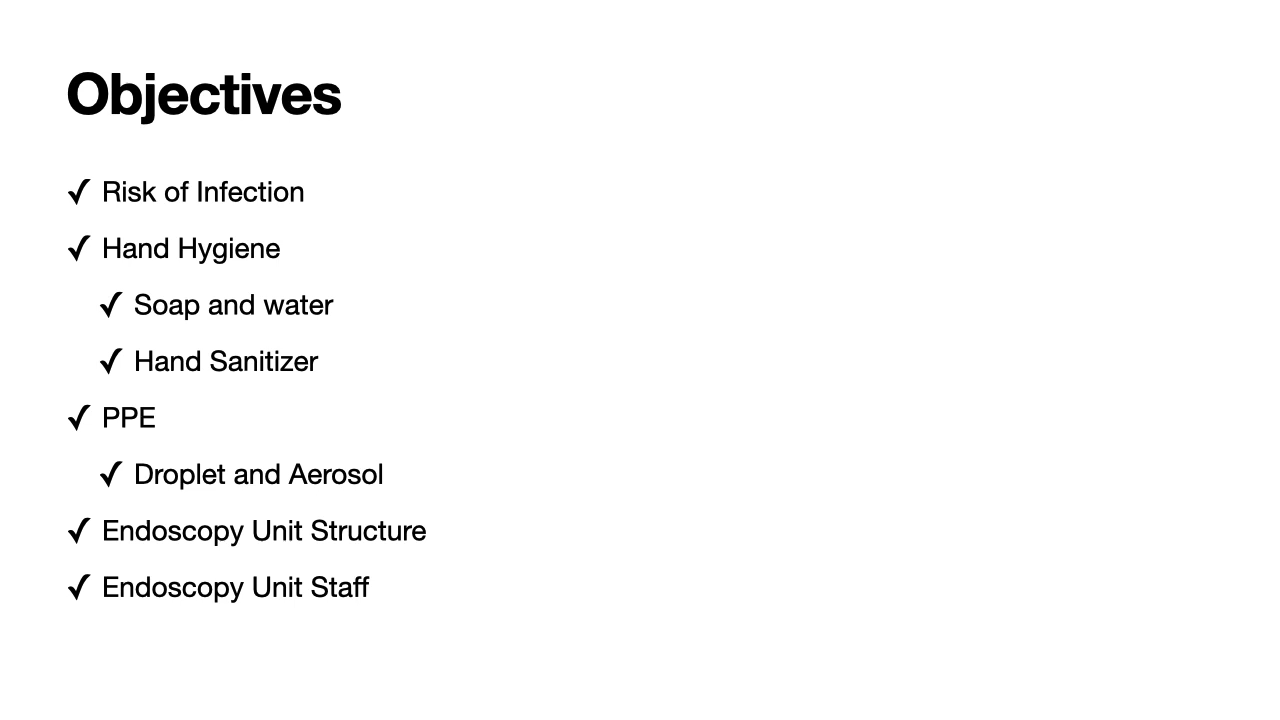 Objectives
✓ Risk of Infection
✓ Hand Hygiene
✓ Soap and water
✓ Hand Sanitizer
✓ PPE
✓ Droplet and Aerosol
✓ Endoscopy Unit Structure
✓ Endoscopy Unit Staff